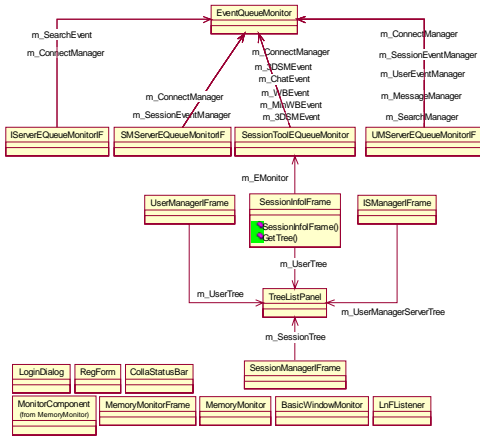 EventQueueMonitor
m_SearchEvent
m_ConnectManager
m_ConnectManager
m_SessionEventManager
m_ConnectManager
m_3DSMEvent
m_ChatEvent
m_WBEvent
m_MinWBEvent
m_3DSMEvent
m_ConnectManager
m_SessionEventManager
m_UserEventManager
m_MessageManager
m_SearchManager
IServerEQueueMonitorIF
SMServerEQueueMonitorIF
SessionToolEQueueMonitor
UMServerEQueueMonitorIF
m_EMonitor
UserManagerIFrame
SessionInfoIFrame
SessionInfoIFrame()
GetTree()
ISManagerIFrame
m_UserTree
m_UserTree
m_UserManagerServerTree
TreeListPanel
m_SessionTree
SessionManagerIFrame
LoginDialog
RegForm
CollaStatusBar
MonitorComponent
(from MemoryMonitor)
MemoryMonitorFrame
MemoryMonitor
BasicWindowMonitor
LnFListener